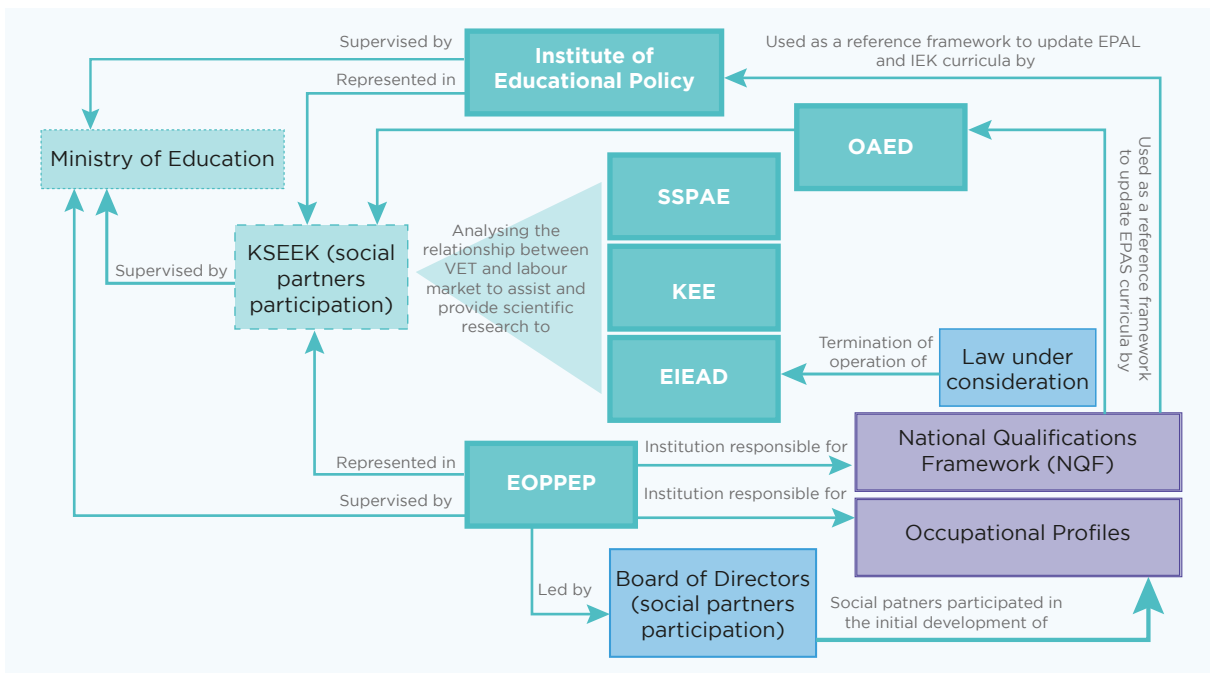 Supervised by
Institute of
Educational Policy
Used as a reference framework to update EPAL
and IEK curricula by
Represented in
Ministry of Education
OAED
Used as a reference framework
to update EPAS curricula by
SSPAE
Analysing the
relationship between
VET and labour
market to assist and
provide scientific
research to
KSEEK (social
partners
participation)
Supervised by
KEE
Termination of
operation of
Law under
consideration
EIEAD
National Qualifications
Framework (NQF)
Institution responsible for
Represented in
EOPPEP
Supervised by
Institution responsible for
Occupational Profiles
Led by
Board of Directors
(social partners
participation)
Social patners participated in
the initial development of